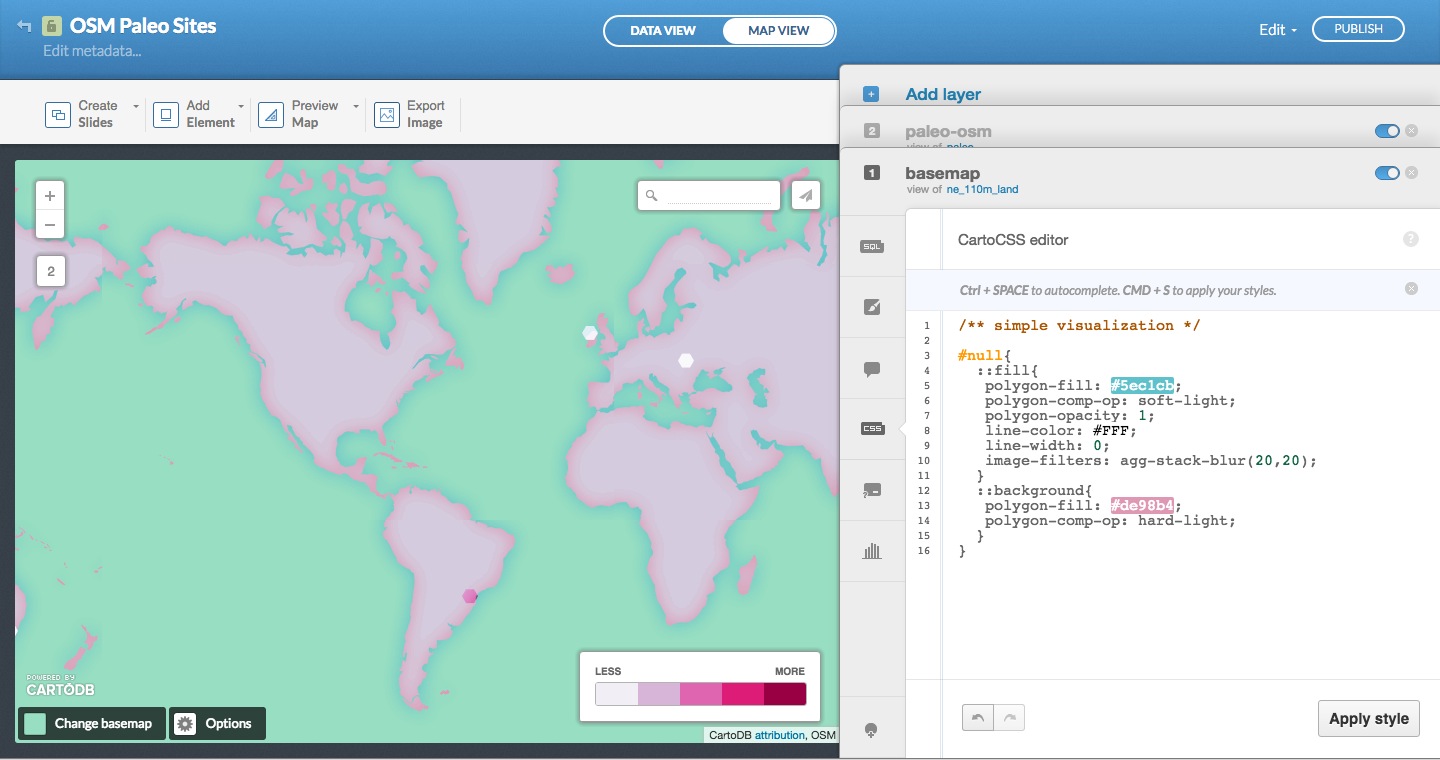 OSM Paleo Sites
Edit metadata...
DATA VIEW
MAP VIEW
Edit
PUBLISH
Create
Slides
Add
Element
Preview
Map
Export
Image
+
−
2
LESS
MORE
POWERED BY
CARTODB
Change basemap
Options
CartoDB attribution, OSM
+ Add layer
2 paleo-osm
view of paleo
1 basemap
view of ne_110m_land
SQL
CSS
CartoCSS editor
?
Ctrl + SPACE to autocomplete. CMD + S to apply your styles.
1 /** simple visualization */
2
3 #null{
4 ::fill{
5 polygon-fill: #5ec1cb;
6 polygon-comp-op: soft-light;
7 polygon-opacity: 1;
8 line-color: #FFF;
9 line-width: 0;
10 image-filters: agg-stack-blur(20,20);
11 }
12 ::background{
13 polygon-fill: #de98b4;
14 polygon-comp-op: hard-light;
15 }
16 }
Apply style